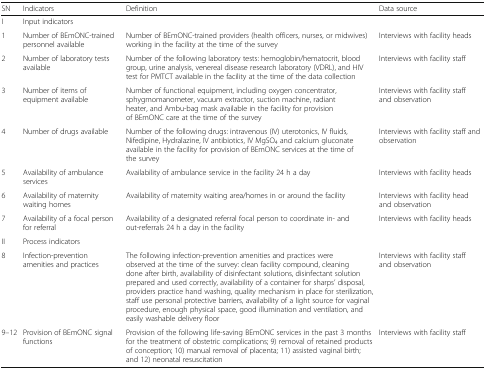 SN Indicators Definition Data source
I Input indicators
1 Number of BEmONC-trained personnel available Number of BEmONC-trained providers (health officers, nurses, or midwives) working in the facility at the time of the survey Interviews with facility heads
2 Number of laboratory tests available Number of the following laboratory tests: hemoglobin/hematocrit, blood group, urine analysis, venereal disease research laboratory (VDRL), and HIV test for PMTCT available in the facility at the time of the data collection Interviews with facility staff
3 Number of items of equipment available Number of functional equipment, including oxygen concentrator, sphygmomanometer, vacuum extractor, suction machine, radiant heater, and Ambu-bag mask available in the facility for provision of BEmONC care at the time of the survey Interviews with facility staff and observation
4 Number of drugs available Number of the following drugs: intravenous (IV) uterotonics, IV fluids, Nifedipine, Hydralazine, IV antibiotics, IV MgSO₄ and calcium gluconate available in the facility for provision of BEmONC services at the time of the survey Interviews with facility staff and observation
5 Availability of ambulance services Availability of ambulance service in the facility 24 h a day Interviews with facility heads
6 Availability of maternity waiting homes Availability of maternity waiting area/homes in or around the facility Interviews with facility head and observation
7 Availability of a focal person for referral Availability of a designated referral focal person to coordinate in- and out-referrals 24 h a day in the facility Interviews with facility heads
II Process indicators
8 Infection-prevention amenities and practices The following infection-prevention amenities and practices were observed at the time of the survey: clean facility compound, cleaning done after birth, availability of disinfectant solutions, disinfectant solution prepared and used correctly, availability of a container for sharps' disposal, providers practice hand washing, quality mechanism in place for sterilization, staff use personal protective barriers, availability of a light source for vaginal procedure, enough physical space, good illumination and ventilation, and easily washable delivery floor Interviews with facility staff and observation
9–12 Provision of BEmONC signal functions Provision of the following life-saving BEmONC services in the past 3 months for the treatment of obstetric complications; 9) removal of retained products of conception; 10) manual removal of placenta; 11) assisted vaginal birth; and 12) neonatal resuscitation Interviews with facility staff